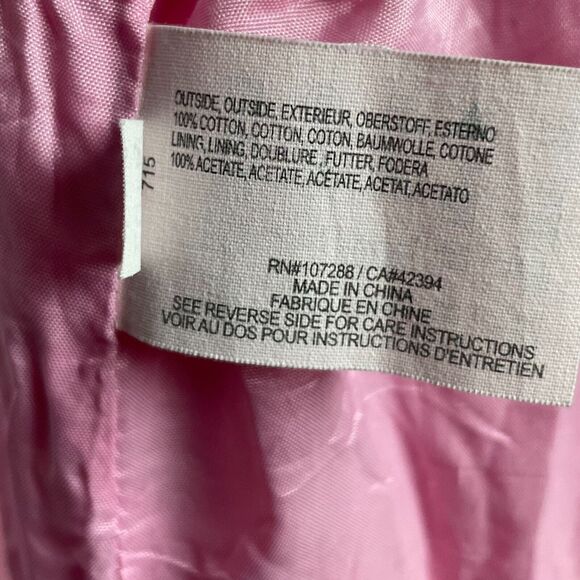 OUTSIDE, OUTSIDE, EXTERIEUR, OBERSTOFF, ESTERNO
100% COTTON, COTTON, COTON, BAUMWOLLE, COTONE
LINING, LINING, DOUBLURE, FUTTER, FODERA
100% ACETATE, ACETATE, ACÉTATE, ACETAT, ACETATO
715
RN#107288 / CA#42394
MADE IN CHINA
FABRIQUE EN CHINE
SEE REVERSE SIDE FOR CARE INSTRUCTIONS
VOIR AU DOS POUR INSTRUCTIONS D'ENTRETIEN